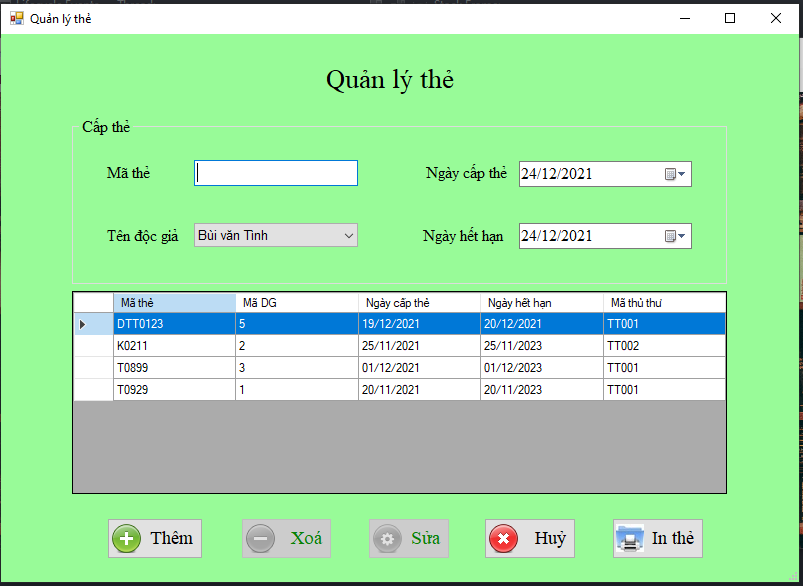 Quản lý thẻ
Quản lý thẻ
Cấp thẻ
Mã thẻ
Ngày cấp thẻ 24/12/2021
Tên độc giả Bùi văn Tình
Ngày hết hạn 24/12/2021
Mã thẻ Mã DG Ngày cấp thẻ Ngày hết hạn Mã thủ thư
DTT0123 5 19/12/2021 20/12/2021 TT001
K0211 2 25/11/2021 25/11/2023 TT002
T0899 3 01/12/2021 01/12/2023 TT001
T0929 1 20/11/2021 20/11/2023 TT001
Thêm Xoá Sửa Huỷ In thẻ